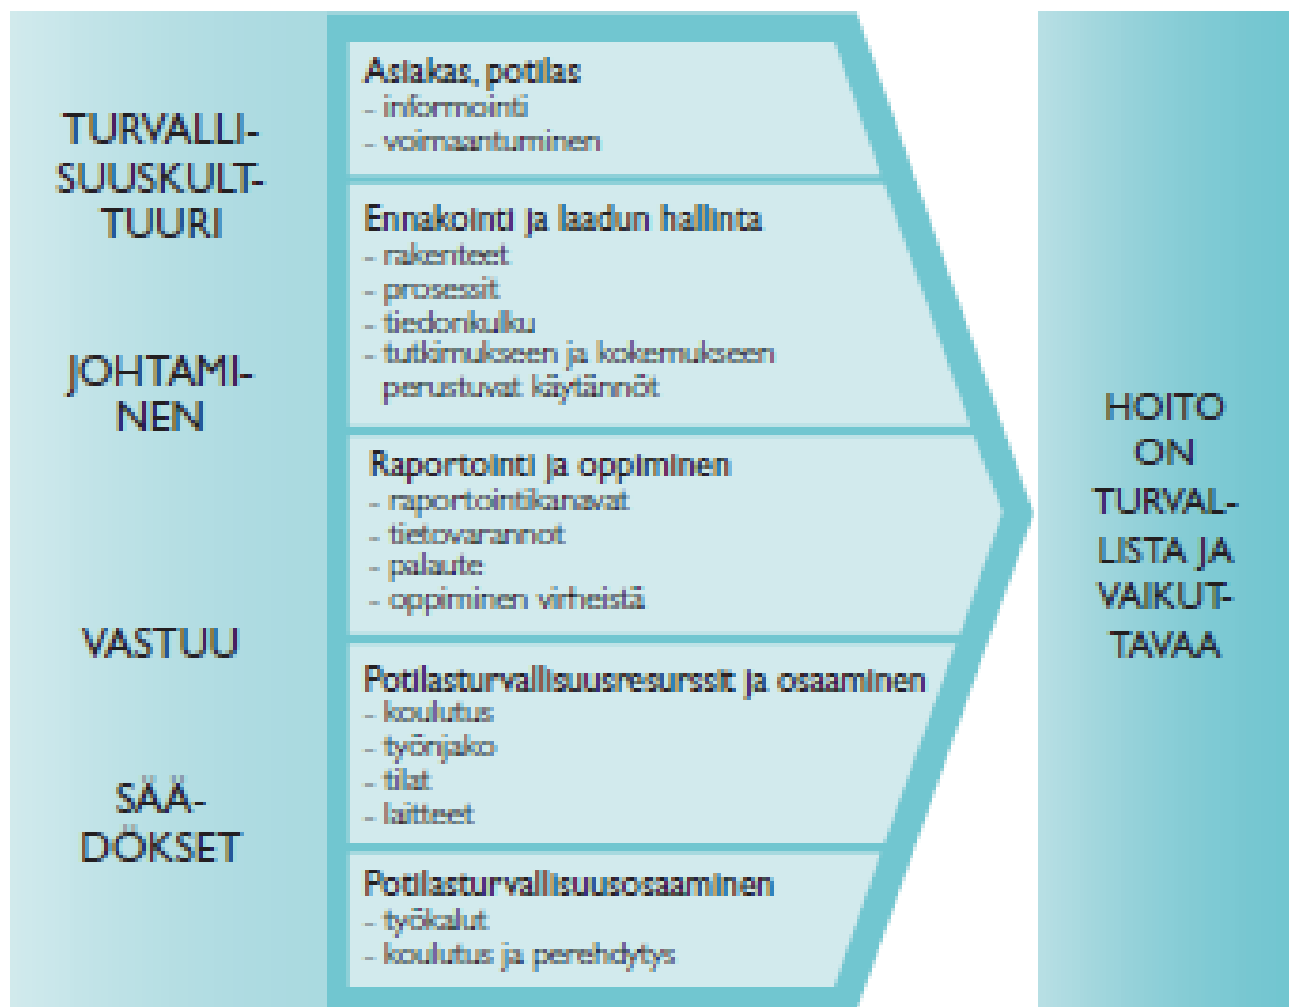 TURVALLI-
SUUSKULT-
TUURI
JOHTAMI-
NEN
VASTUU
SÄÄ-
DÖKSET
Asiakas, potilas
- informointi
- voimaantuminen
Ennakointi ja laadun hallinta
- rakenteet
- prosessit
- tiedonkulku
- tutkimukseen ja kokemukseen
perustuvat käytännöt
Raportointi ja oppiminen
- raportointikanavat
- tietovarannot
- palaute
- oppiminen virheistä
Potilasturvallisuusresurssit ja osaaminen
- koulutus
- työnjako
- tilat
- laitteet
Potilasturvallisuusosaaminen
- työkalut
- koulutus ja perehdytys
HOITO
ON
TURVAL-
LISTA JA
VAIKUT-
TAVAA